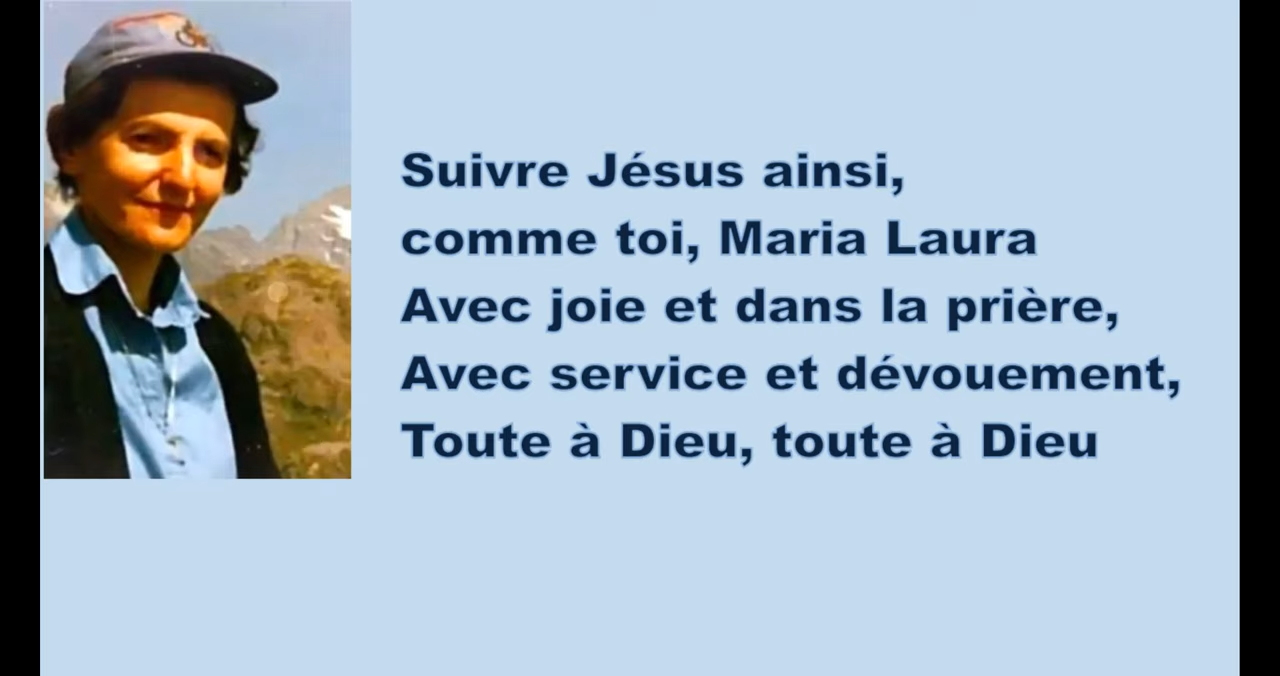 Suivre Jésus ainsi,
comme toi, Maria Laura
Avec joie et dans la prière,
Avec service et dévouement,
Toute à Dieu, toute à Dieu